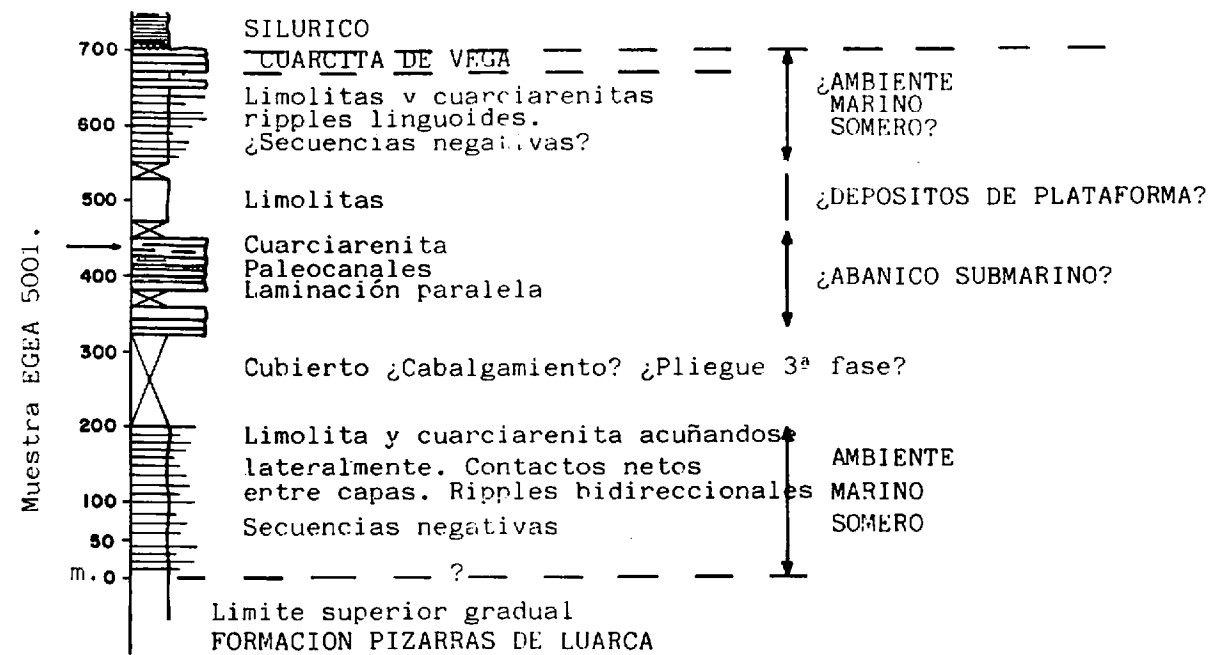 SILURICO
700
CUARCITA DE VEGA
Limolitas y cuarciarenitas
ripples linguoides.
¿Secuencias negativas?
600
¿AMBIENTE
MARINO
SOMERO?
500
Limolitas
¿DEPOSITOS DE PLATAFORMA?
Muestra EGEA 5001.
Cuarciarenita
Paleocanales
Laminación paralela
400
¿ABANICO SUBMARINO?
300
Cubierto ¿Cabalgamiento? ¿Pliegue 3ª fase?
200
Limolita y cuarciarenita acuñandose
lateralmente. Contactos netos
entre capas. Ripples bidireccionales
Secuencias negativas
AMBIENTE
MARINO
SOMERO
100
50
m. 0
?
Limite superior gradual
FORMACION PIZARRAS DE LUARCA